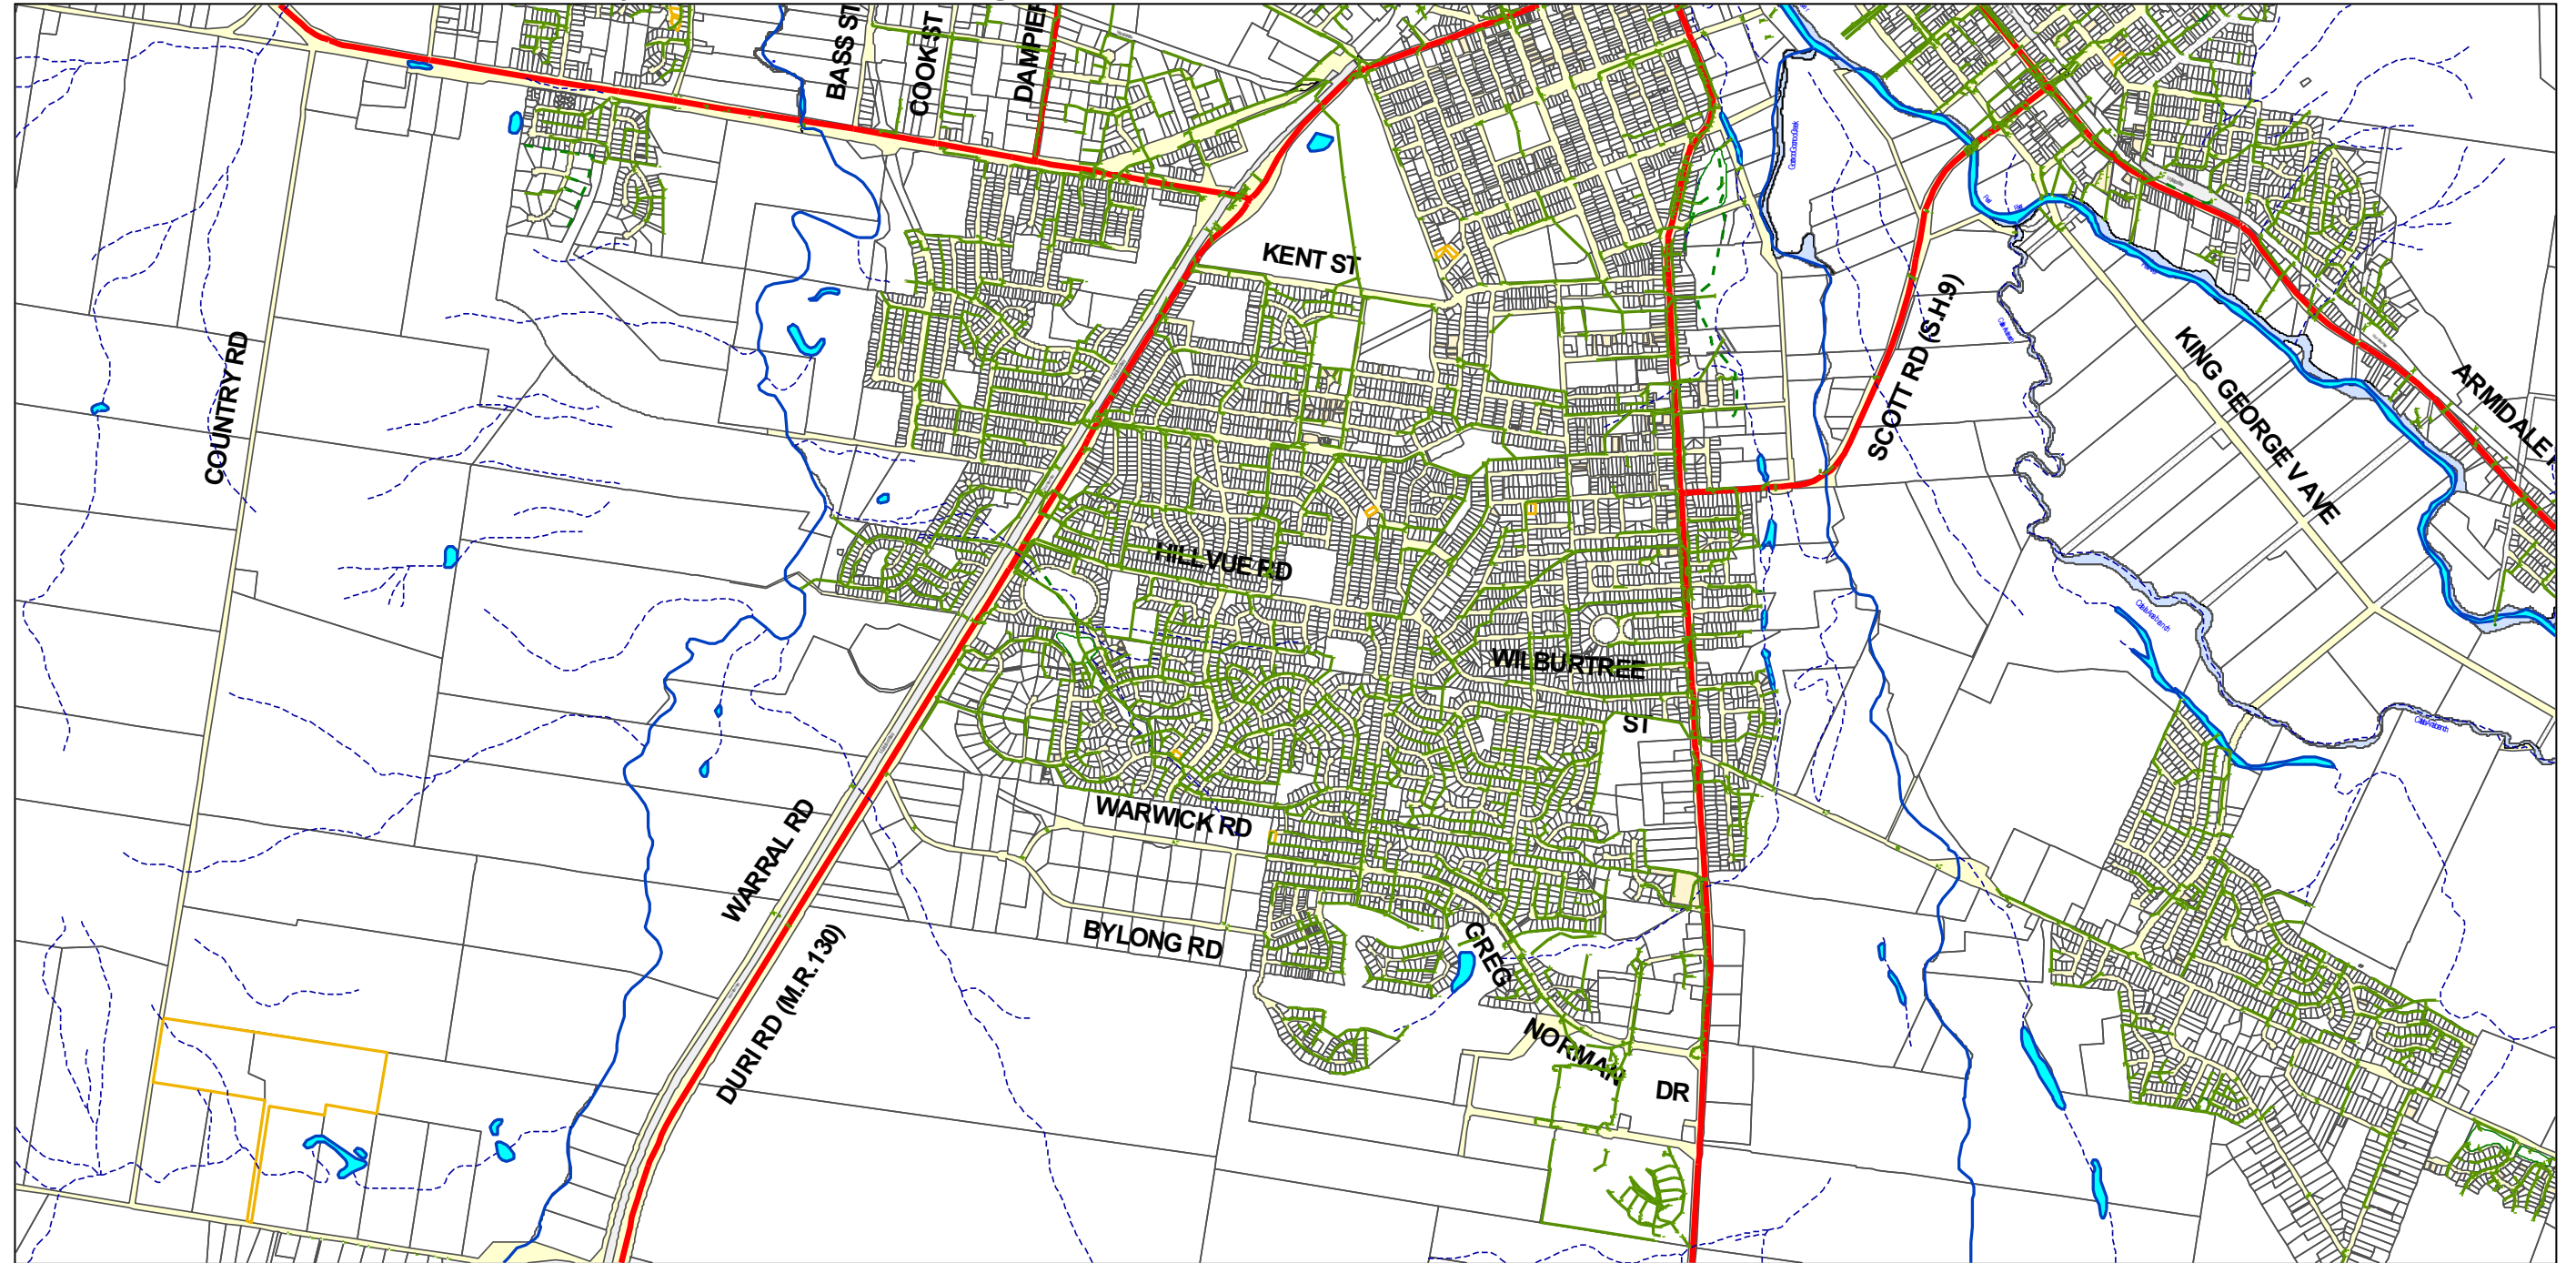 BASS ST
COOK ST
DAMPIER
KENT ST
COUNTRY RD
SCOTT RD (S.H.9)
KING GEORGE V AVE
ARMIDALE
HILLVUE RD
WILBURTREE
ST
WARWICK RD
WARRAL RD
BYLONG RD
DURI RD (M.R.130)
GREG
NORMAN
DR